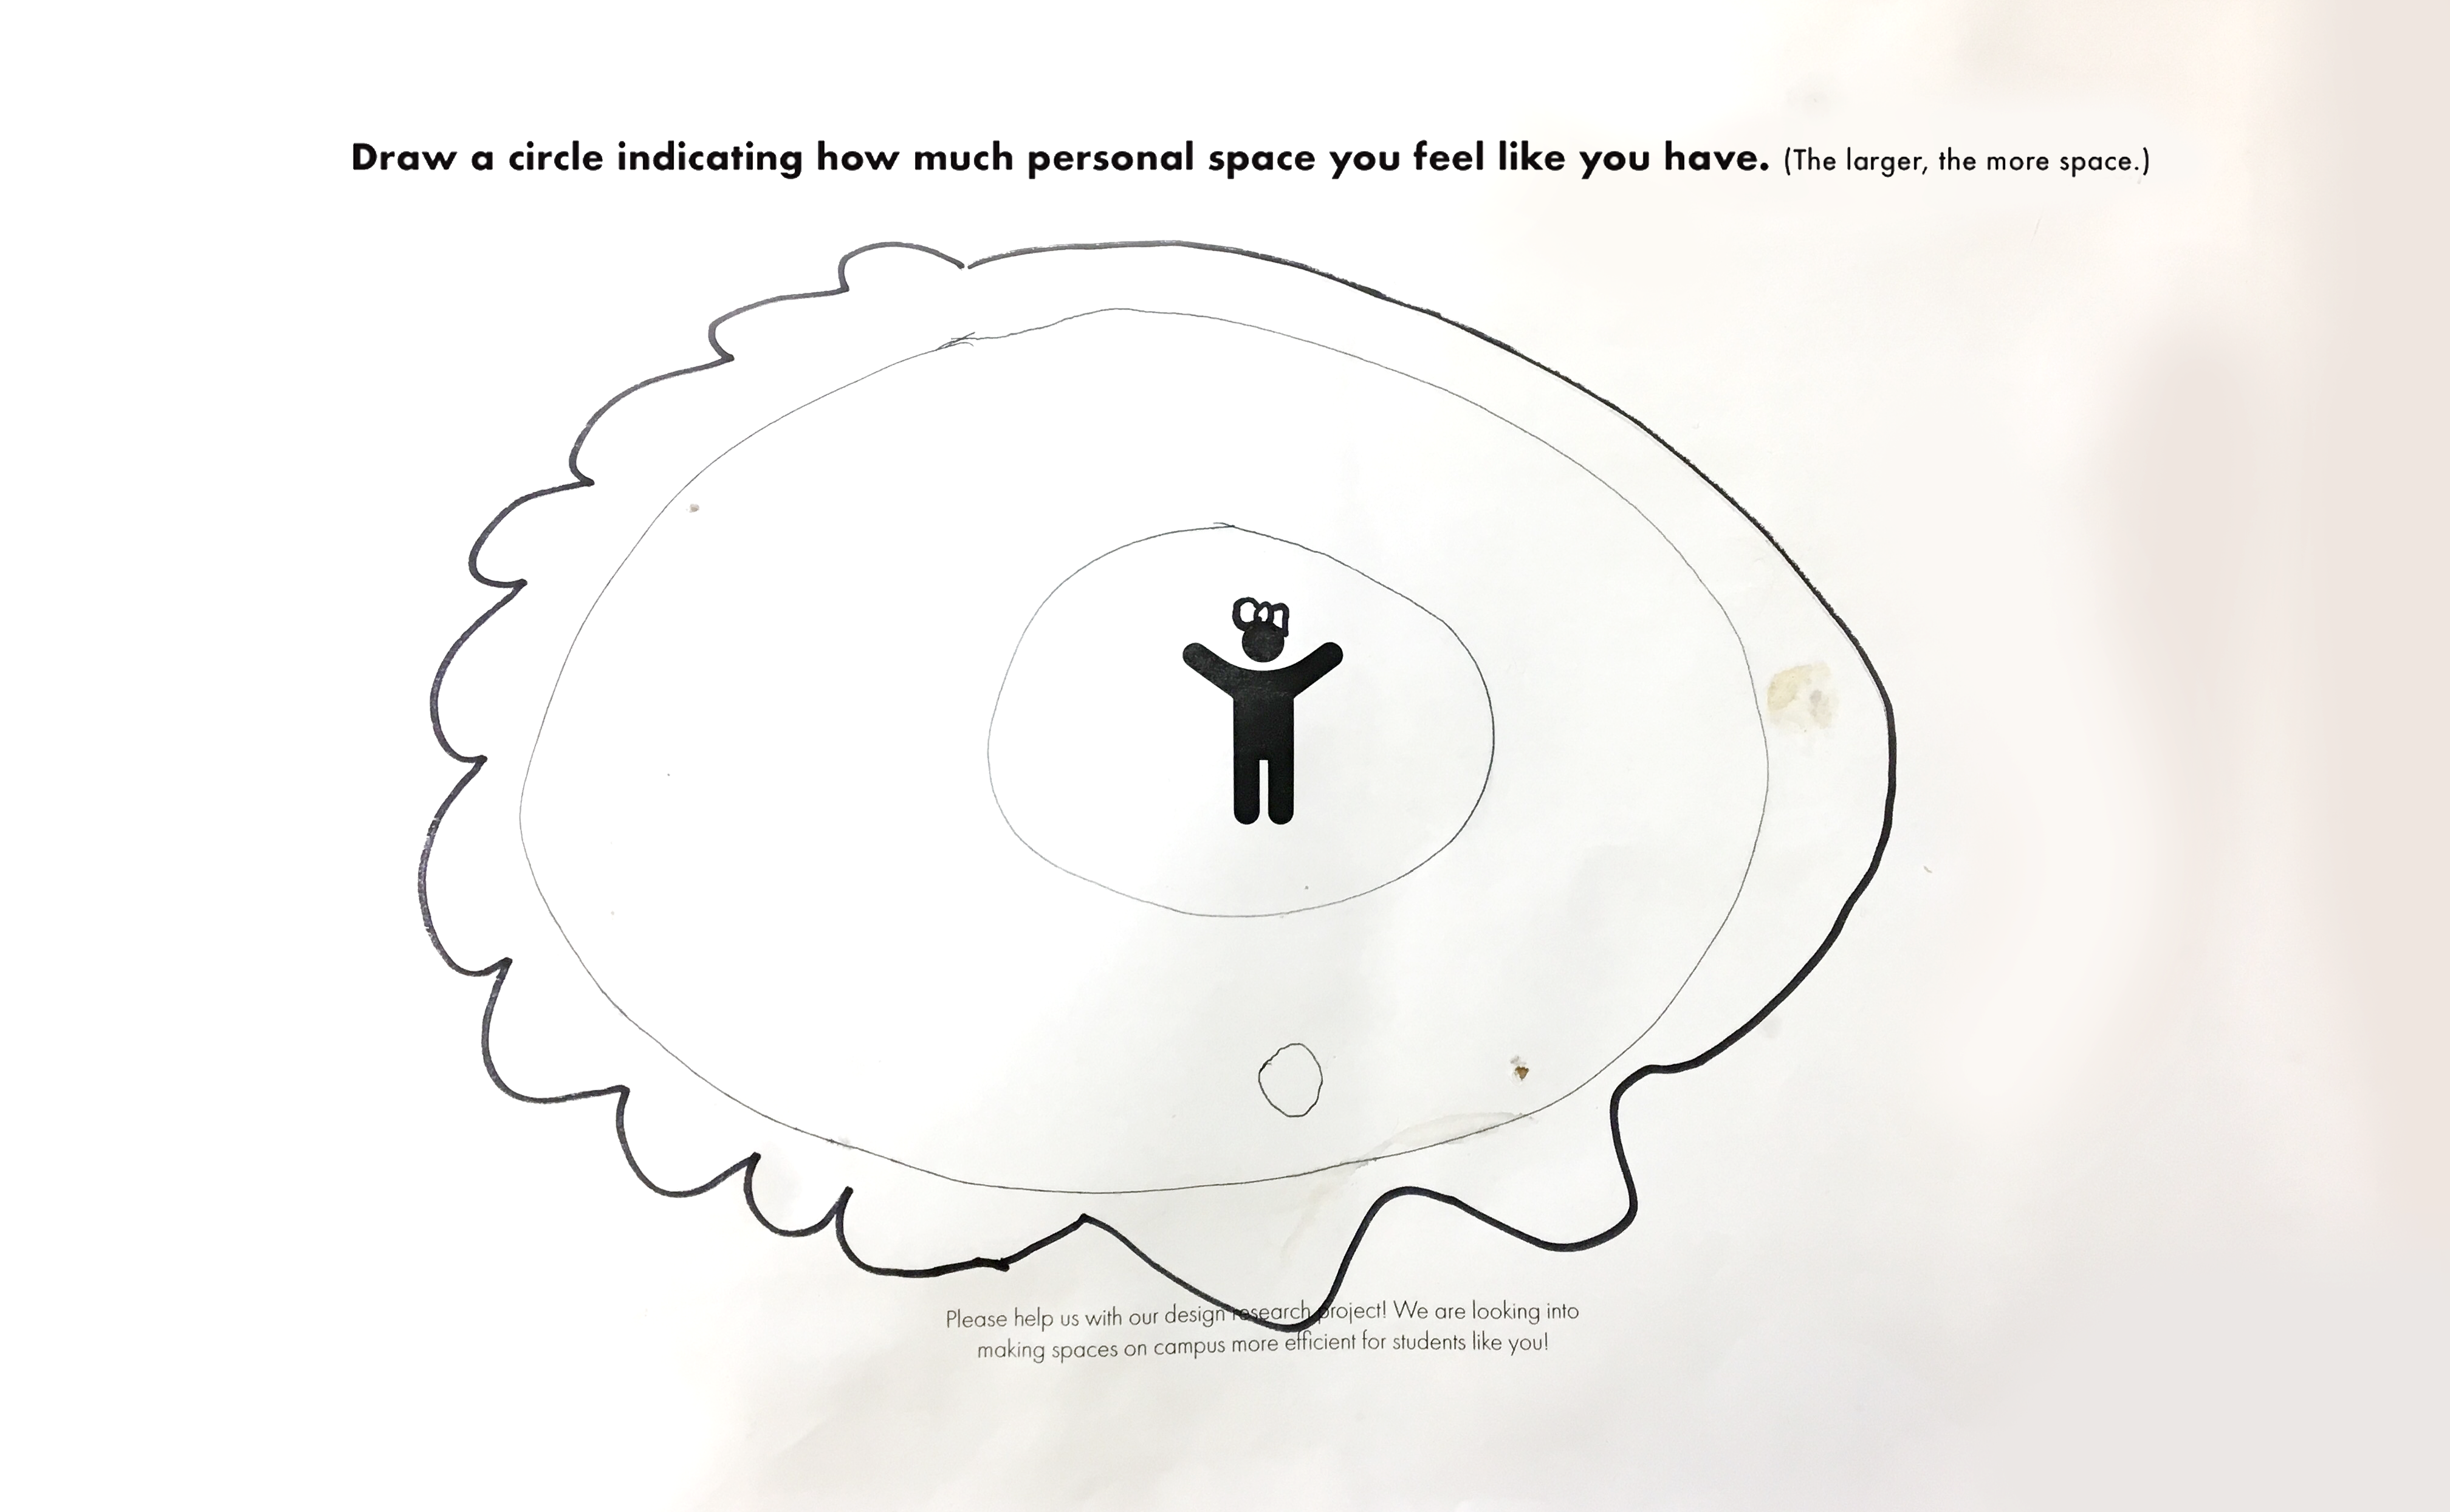 Draw a circle indicating how much personal space you feel like you have. (The larger, the more space.)
Please help us with our design research project! We are looking into
making spaces on campus more efficient for students like you!